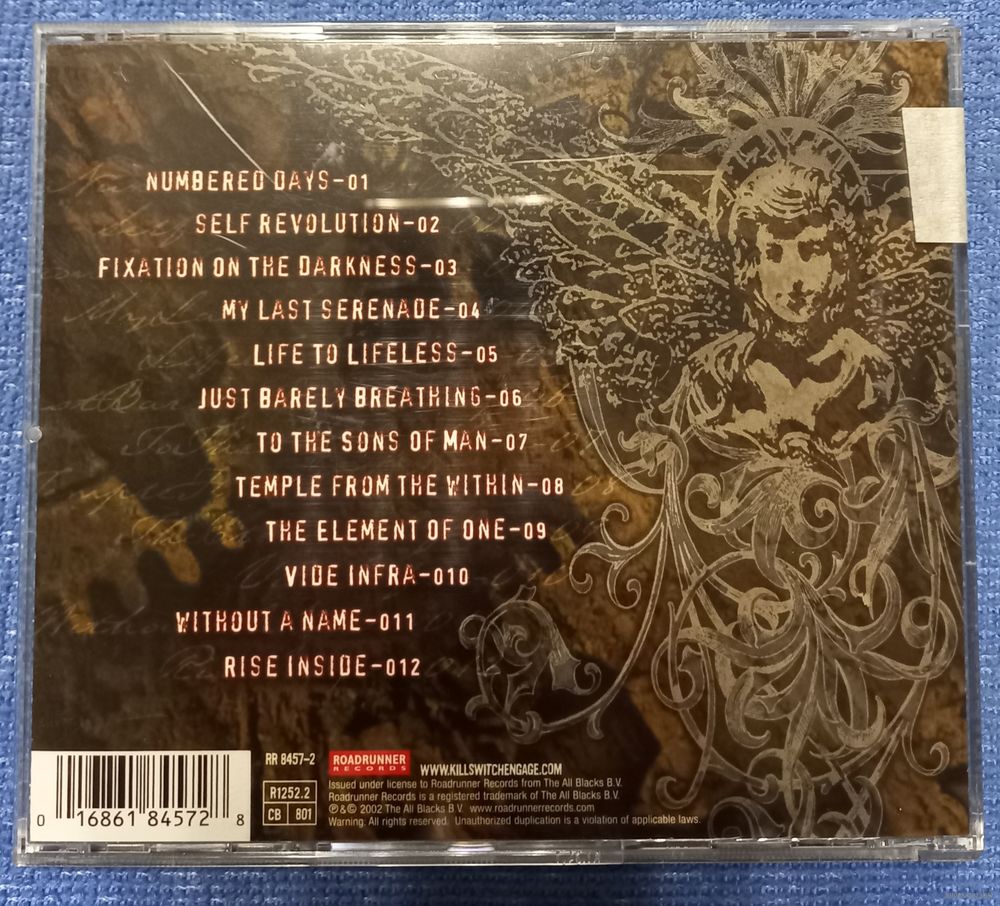 NUMBERED DAYS-01
SELF REVOLUTION-02
FIXATION ON THE DARKNESS-03
MY LAST SERENADE-04
LIFE TO LIFELESS-05
JUST BARELY BREATHING-06
TO THE SONS OF MAN-07
TEMPLE FROM THE WITHIN-08
THE ELEMENT OF ONE-09
VIDE INFRA-010
WITHOUT A NAME-011
RISE INSIDE-012
0 16861 84572 8
RR 8457-2
R1252.2
CB 801
ROADRUNNER
RECORDS
WWW.KILLSWITCHENGAGE.COM
Issued under license to Roadrunner Records from The All Blacks B.V.
Roadrunner Records is a registered trademark of The All Blacks B.V.
℗&© 2002 The All Blacks B.V. www.roadrunnerrecords.com
Warning: All rights reserved. Unauthorized duplication is a violation of applicable laws.